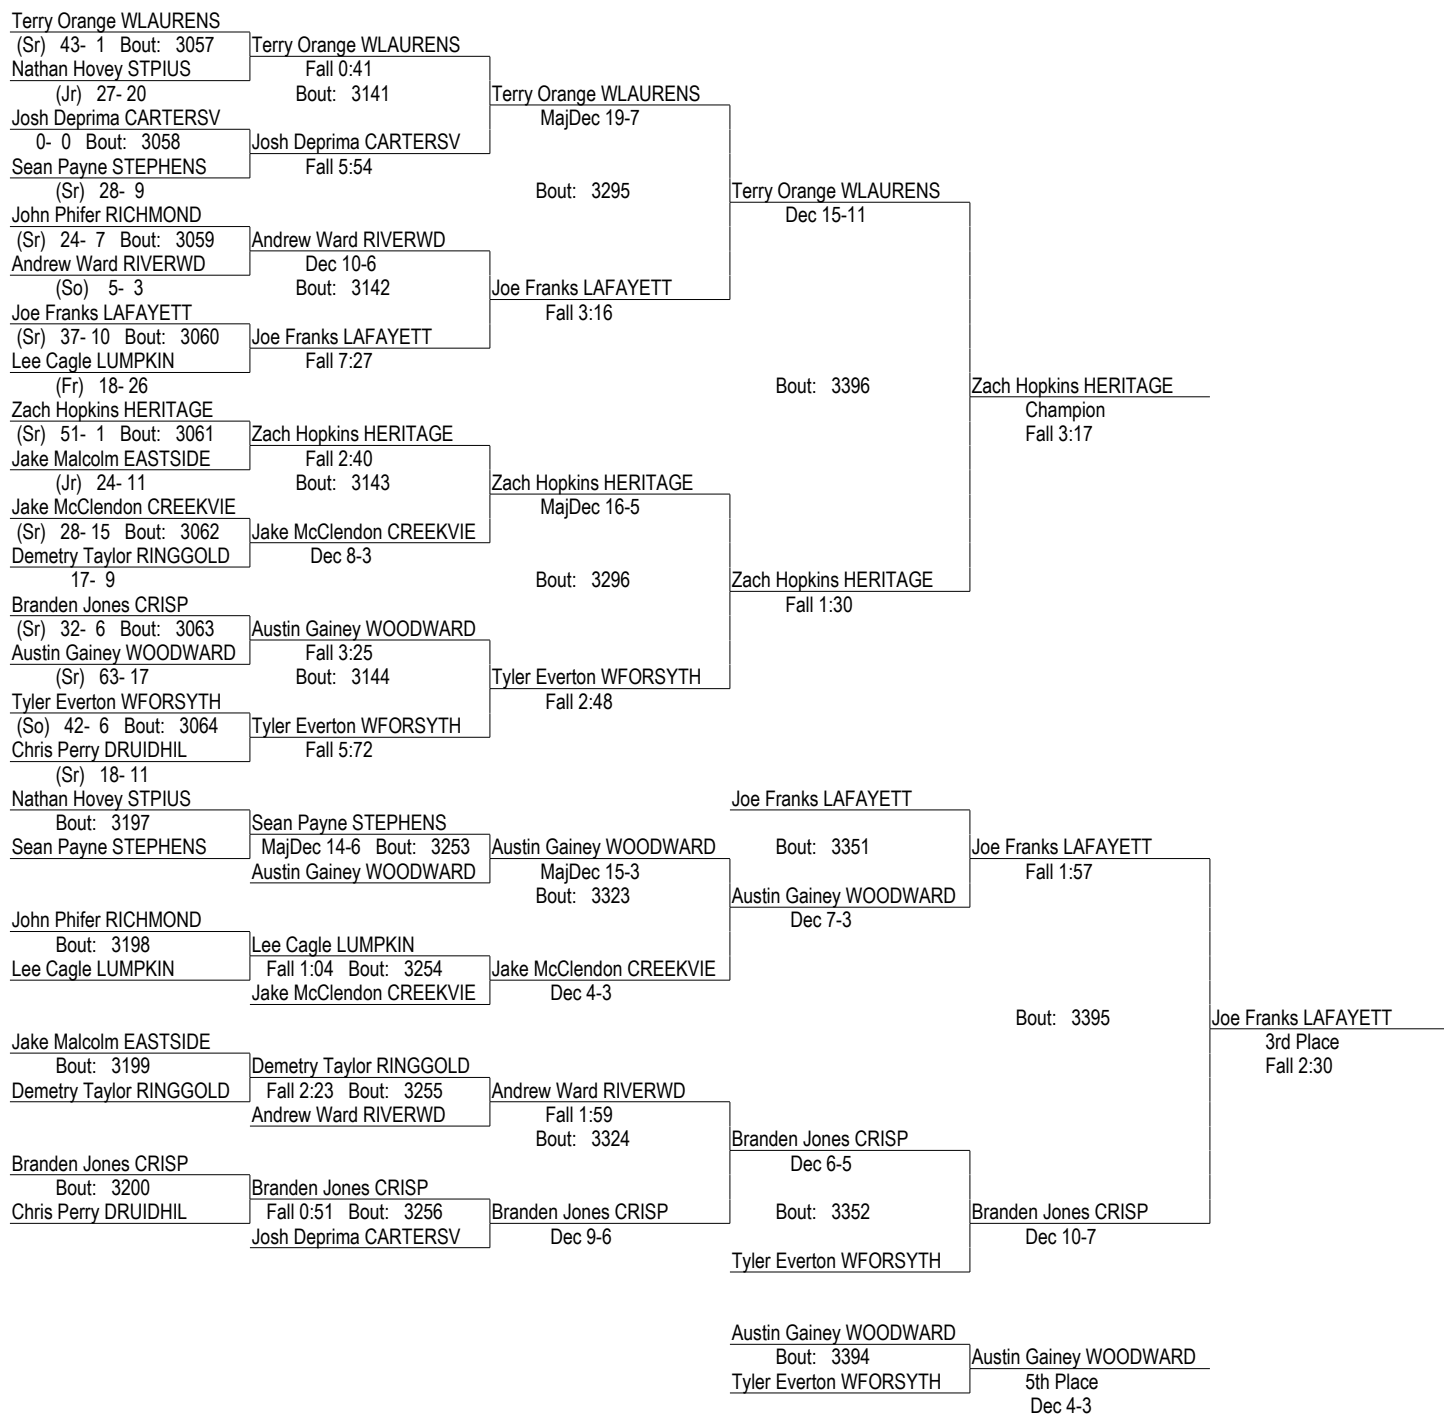 Terry Orange WLAURENS
(Sr) 43- 1 Bout: 3057 Terry Orange WLAURENS
Nathan Hovey STPIUS Fall 0:41
(Jr) 27- 20 Bout: 3141 Terry Orange WLAURENS
Josh Deprima CARTERSV MajDec 19-7
0- 0 Bout: 3058 Josh Deprima CARTERSV
Sean Payne STEPHENS Fall 5:54
(Sr) 28- 9 Bout: 3295 Terry Orange WLAURENS
John Phifer RICHMOND Dec 15-11
(Sr) 24- 7 Bout: 3059 Andrew Ward RIVERWD
Andrew Ward RIVERWD Dec 10-6
(So) 5- 3 Bout: 3142 Joe Franks LAFAYETT
Joe Franks LAFAYETT Fall 3:16
(Sr) 37- 10 Bout: 3060 Joe Franks LAFAYETT
Lee Cagle LUMPKIN Fall 7:27
(Fr) 18- 26 Bout: 3396 Zach Hopkins HERITAGE
Zach Hopkins HERITAGE Champion
(Sr) 51- 1 Bout: 3061 Zach Hopkins HERITAGE Fall 3:17
Jake Malcolm EASTSIDE Fall 2:40
(Jr) 24- 11 Bout: 3143 Zach Hopkins HERITAGE
Jake McClendon CREEKVIE MajDec 16-5
(Sr) 28- 15 Bout: 3062 Jake McClendon CREEKVIE
Demetry Taylor RINGGOLD Dec 8-3
17- 9 Bout: 3296 Zach Hopkins HERITAGE
Branden Jones CRISP Fall 1:30
(Sr) 32- 6 Bout: 3063 Austin Gainey WOODWARD
Austin Gainey WOODWARD Fall 3:25
(Sr) 63- 17 Bout: 3144 Tyler Everton WFORSYTH
Tyler Everton WFORSYTH Fall 2:48
(So) 42- 6 Bout: 3064 Tyler Everton WFORSYTH
Chris Perry DRUIDHIL Fall 5:72
(Sr) 18- 11
Nathan Hovey STPIUS Joe Franks LAFAYETT
Bout: 3197 Sean Payne STEPHENS
Sean Payne STEPHENS MajDec 14-6 Bout: 3253 Austin Gainey WOODWARD Bout: 3351 Joe Franks LAFAYETT
Austin Gainey WOODWARD MajDec 15-3 Fall 1:57
Bout: 3323 Austin Gainey WOODWARD
John Phifer RICHMOND Dec 7-3
Bout: 3198 Lee Cagle LUMPKIN
Lee Cagle LUMPKIN Fall 1:04 Bout: 3254 Jake McClendon CREEKVIE
Jake McClendon CREEKVIE Dec 4-3
Bout: 3395 Joe Franks LAFAYETT
Jake Malcolm EASTSIDE 3rd Place
Bout: 3199 Demetry Taylor RINGGOLD Fall 2:30
Demetry Taylor RINGGOLD Fall 2:23 Bout: 3255 Andrew Ward RIVERWD
Andrew Ward RIVERWD Fall 1:59
Bout: 3324 Branden Jones CRISP
Branden Jones CRISP Dec 6-5
Bout: 3200 Branden Jones CRISP
Chris Perry DRUIDHIL Fall 0:51 Bout: 3256 Branden Jones CRISP Bout: 3352 Branden Jones CRISP
Josh Deprima CARTERSV Dec 9-6 Dec 10-7
Tyler Everton WFORSYTH
Austin Gainey WOODWARD
Bout: 3394 Austin Gainey WOODWARD
Tyler Everton WFORSYTH 5th Place
Dec 4-3